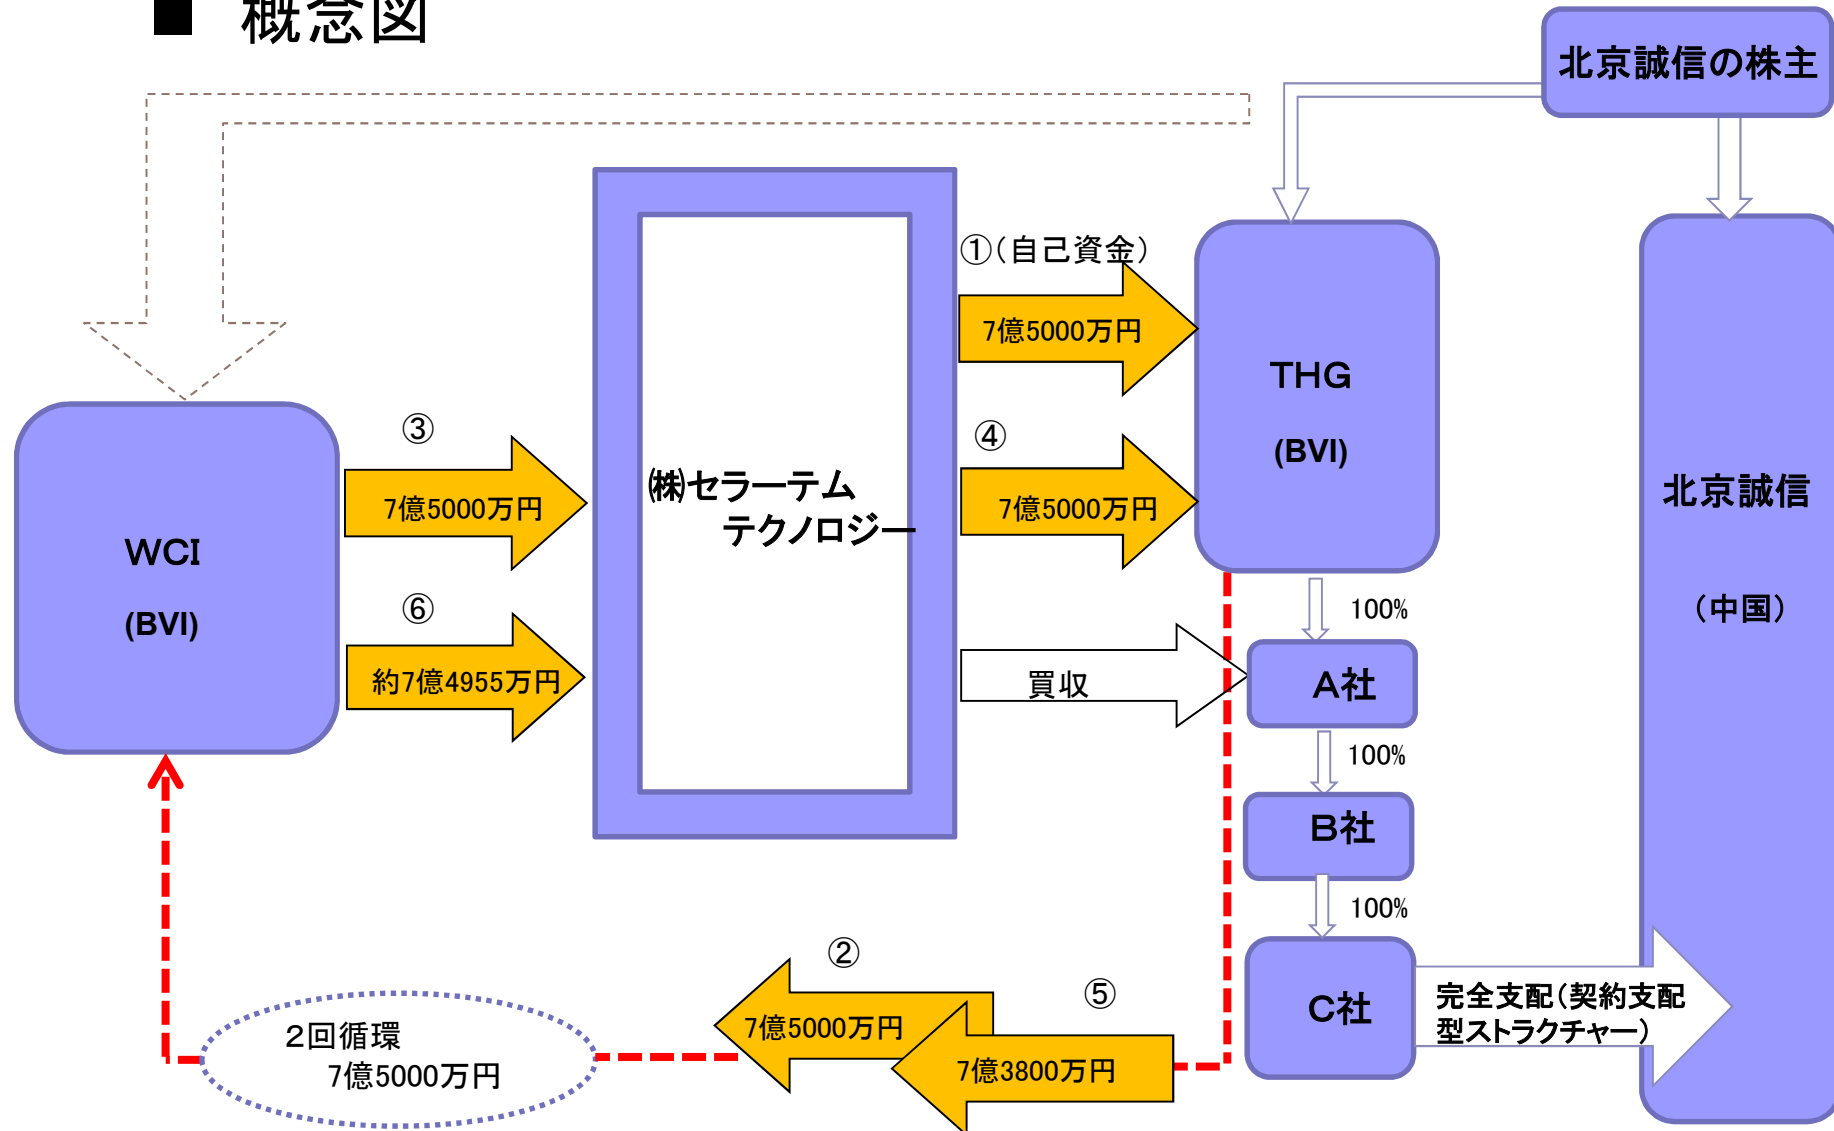 ■ 概念図
北京誠信の株主
①(自己資金)
7億5000万円
THG
(BVI)
③
7億5000万円
④
7億5000万円
㈱セラーテム
テクノロジー
北京誠信
(中国)
WCI
(BVI)
⑥
約7億4955万円
買収
100%
A社
100%
B社
100%
C社
完全支配(契約支配
型ストラクチャー)
②
7億5000万円
⑤
7億3800万円
2回循環
7億5000万円